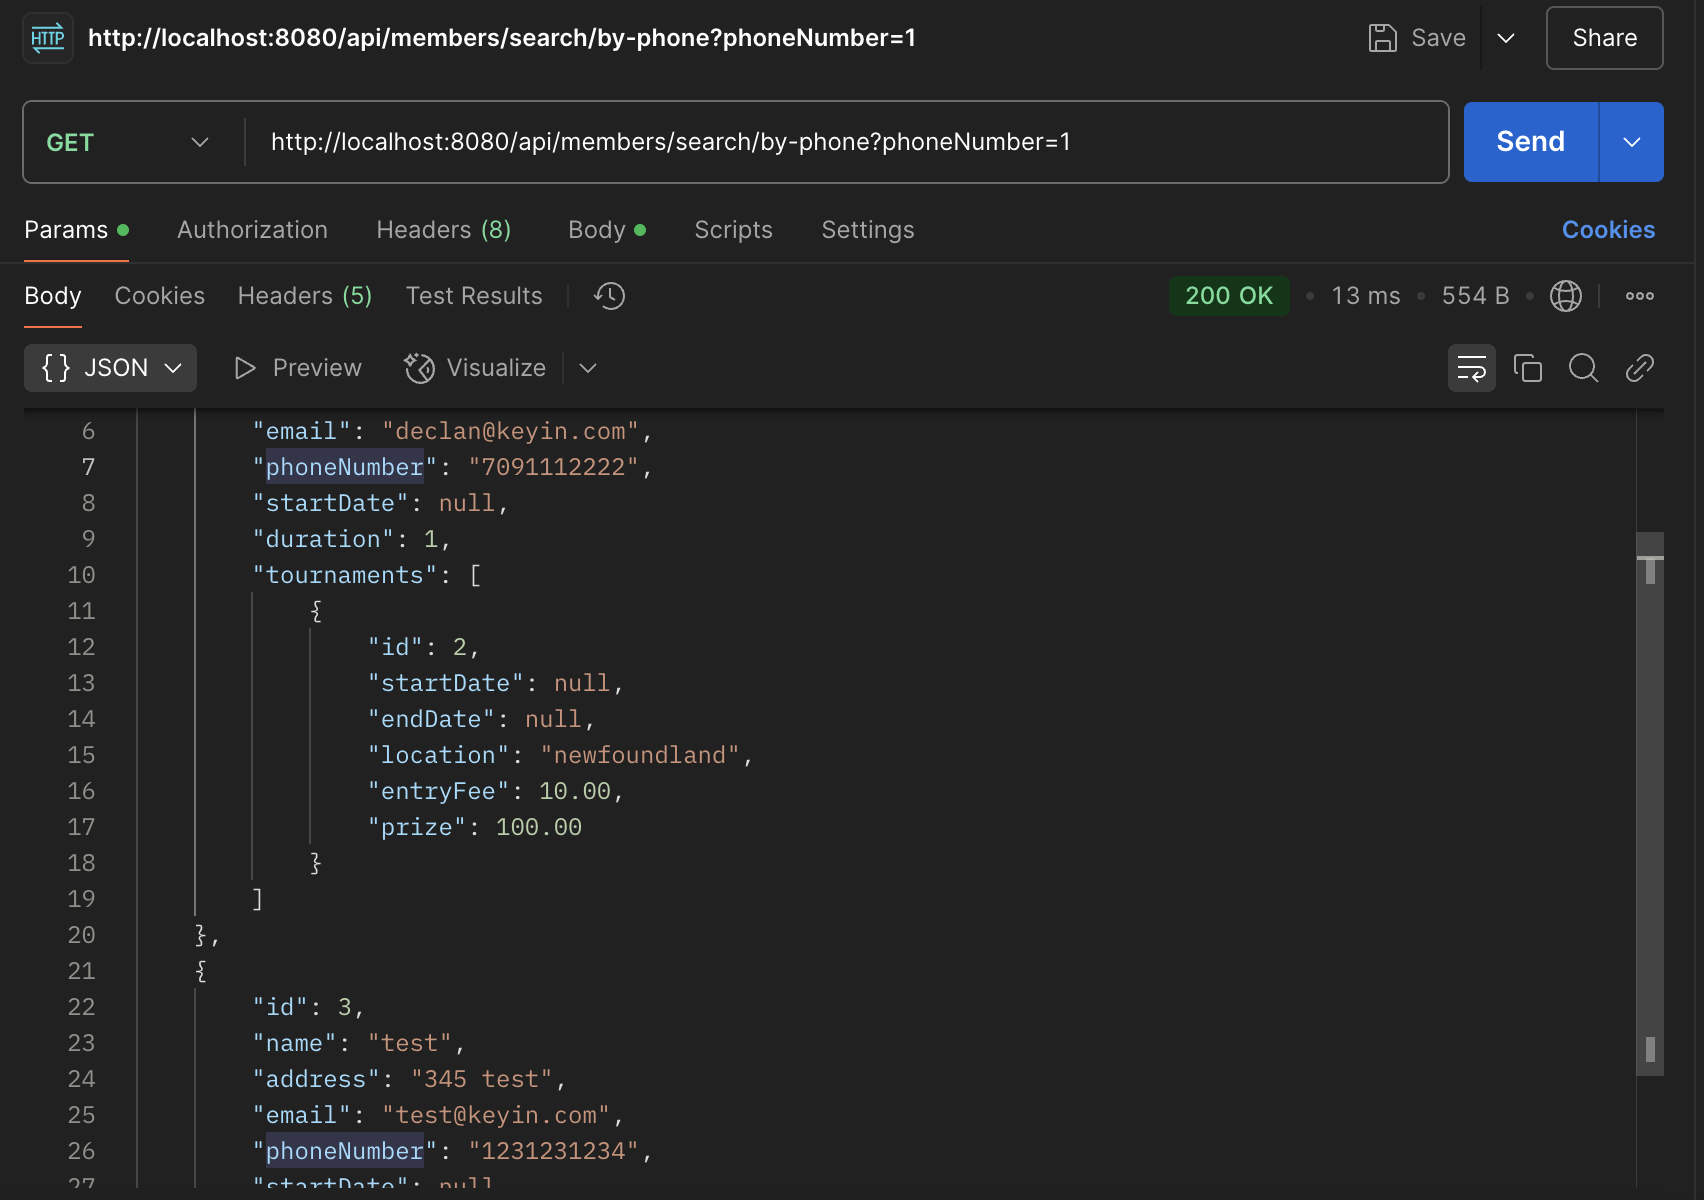 HTTP http://localhost:8080/api/members/search/by-phone?phoneNumber=1 Save Share
GET http://localhost:8080/api/members/search/by-phone?phoneNumber=1 Send
Params Authorization Headers (8) Body Scripts Settings Cookies
Body Cookies Headers (5) Test Results 200 OK • 13 ms • 554 B •
{} JSON Preview Visualize
6 "email": "declan@keyin.com",
7 "phoneNumber": "7091112222",
8 "startDate": null,
9 "duration": 1,
10 "tournaments": [
11 {
12 "id": 2,
13 "startDate": null,
14 "endDate": null,
15 "location": "newfoundland",
16 "entryFee": 10.00,
17 "prize": 100.00
18 }
19 ]
20 },
21 {
22 "id": 3,
23 "name": "test",
24 "address": "345 test",
25 "email": "test@keyin.com",
26 "phoneNumber": "1231231234",
27 "startDate": null